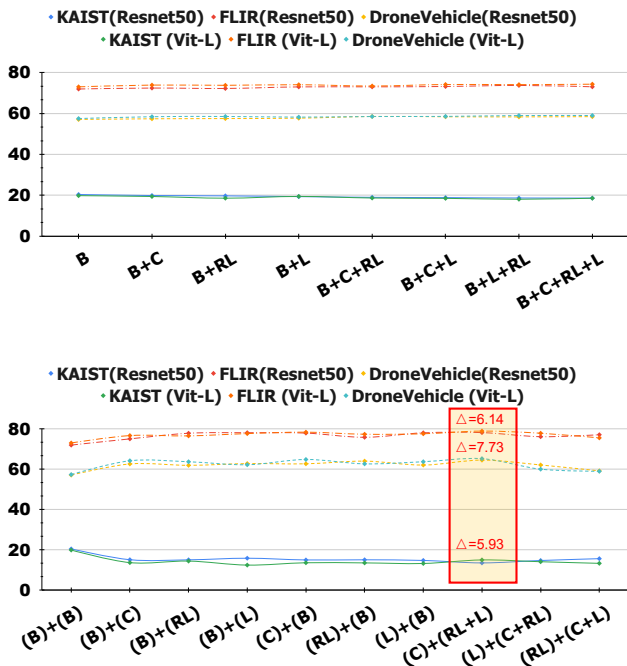 KAIST(Resnet50) FLIR(Resnet50) DroneVehicle(Resnet50)
KAIST (Vit-L) FLIR (Vit-L) DroneVehicle (Vit-L)
80
60
40
20
0
B B+C B+RL B+L B+C+RL B+C+L B+L+RL B+C+RL+L
KAIST(Resnet50) FLIR(Resnet50) DroneVehicle(Resnet50)
KAIST (Vit-L) FLIR (Vit-L) DroneVehicle (Vit-L)
△=6.14
80
△=7.73
60
40
△=5.93
20
0
(B)+(B) (B)+(C) (B)+(RL) (B)+(L) (C)+(B) (RL)+(B) (L)+(B) (C)+(RL+L) (L)+(C+RL) (RL)+(C+L)